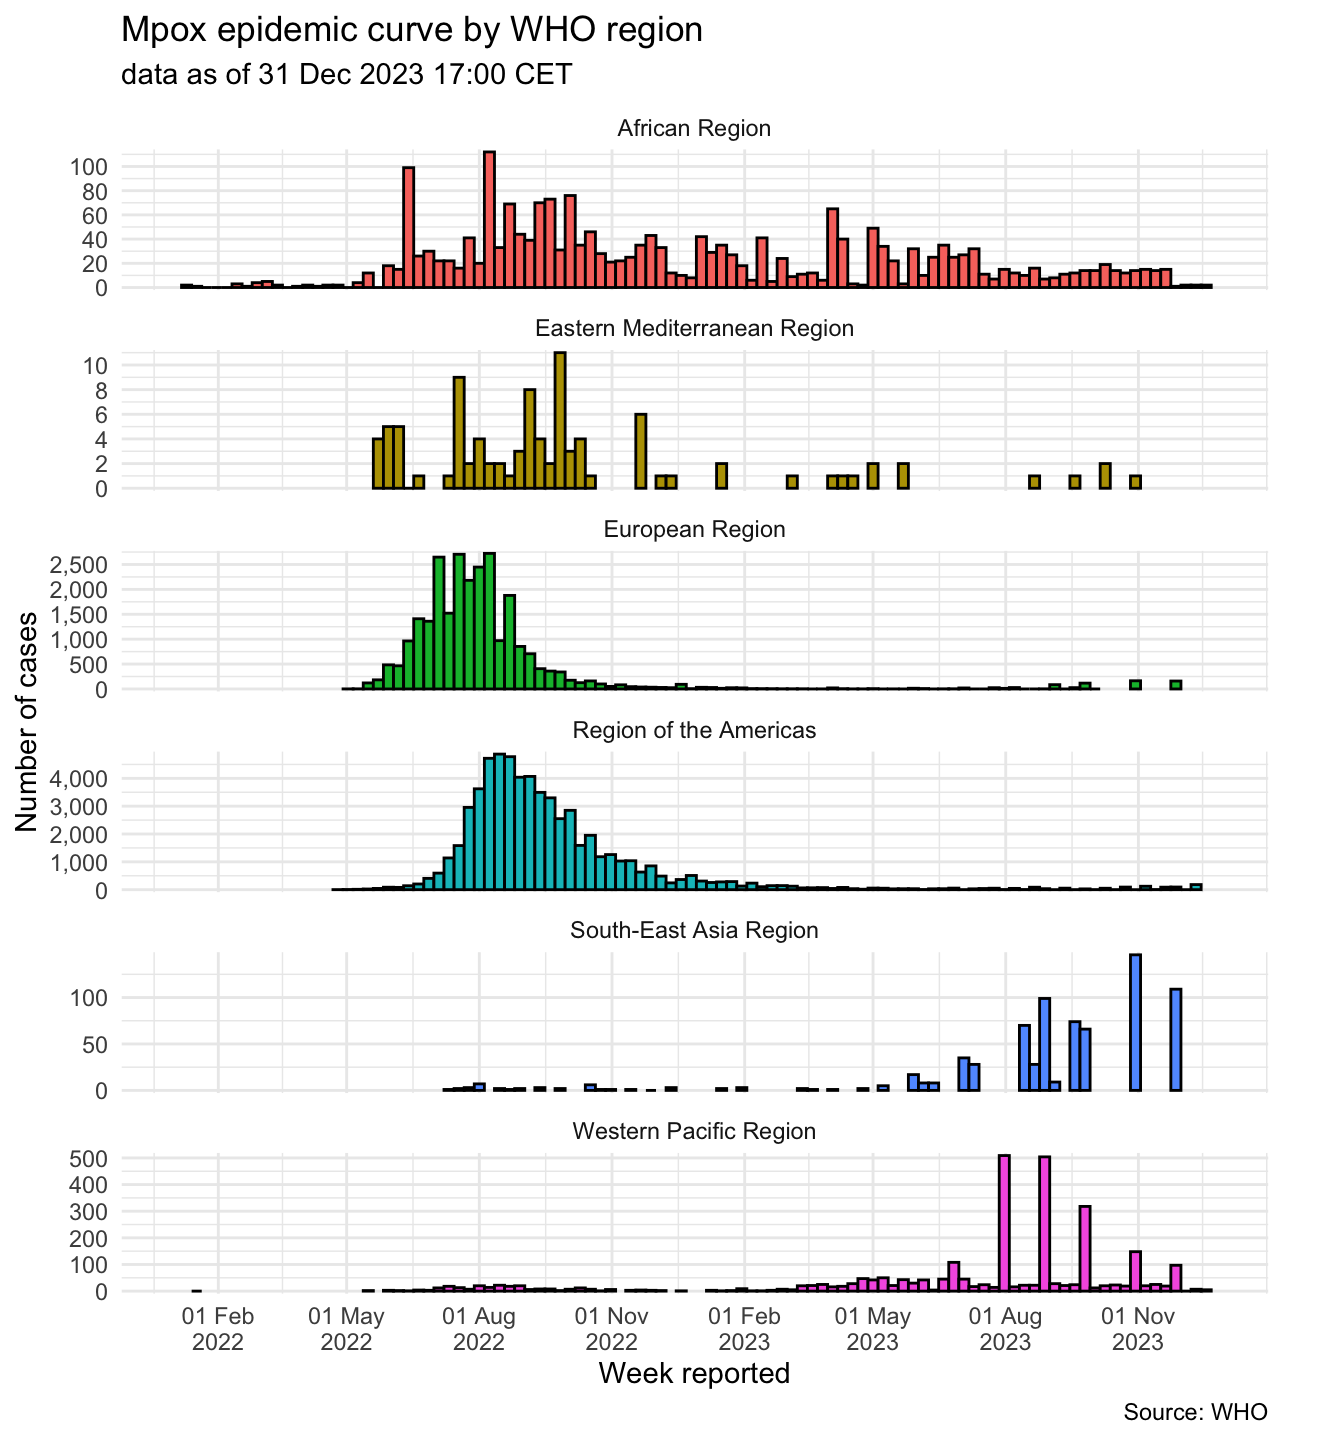 Mpox epidemic curve by WHO region
data as of 31 Dec 2023 17:00 CET
African Region
100
80
60
40
20
0
Eastern Mediterranean Region
10
8
6
4
2
0
European Region
2,500
2,000
1,500
1,000
500
0
Number of cases
Region of the Americas
4,000
3,000
2,000
1,000
0
South-East Asia Region
100
50
0
Western Pacific Region
500
400
300
200
100
0
01 Feb 01 May 01 Aug 01 Nov 01 Feb 01 May 01 Aug 01 Nov
2022 2022 2022 2022 2023 2023 2023 2023
Week reported
Source: WHO